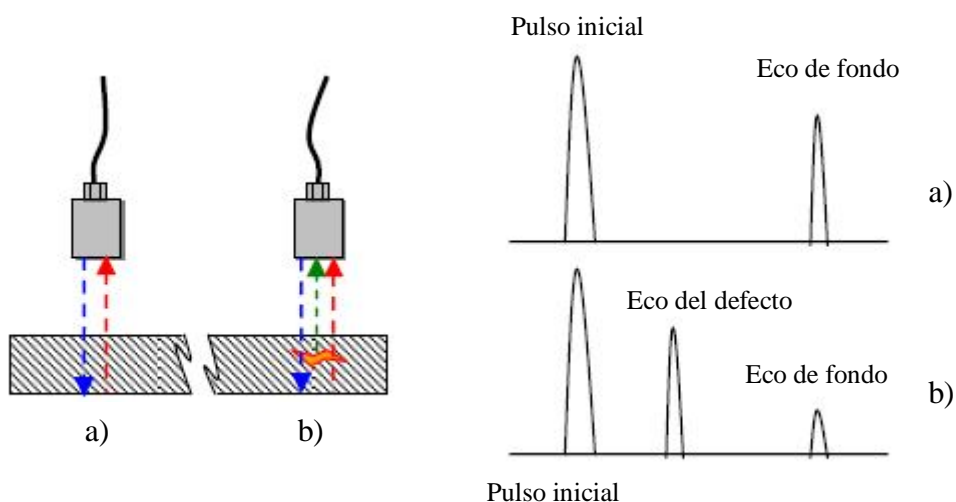 Pulso inicial
Eco de fondo
a)
Eco del defecto
Eco de fondo
b)
a)
b)
Pulso inicial